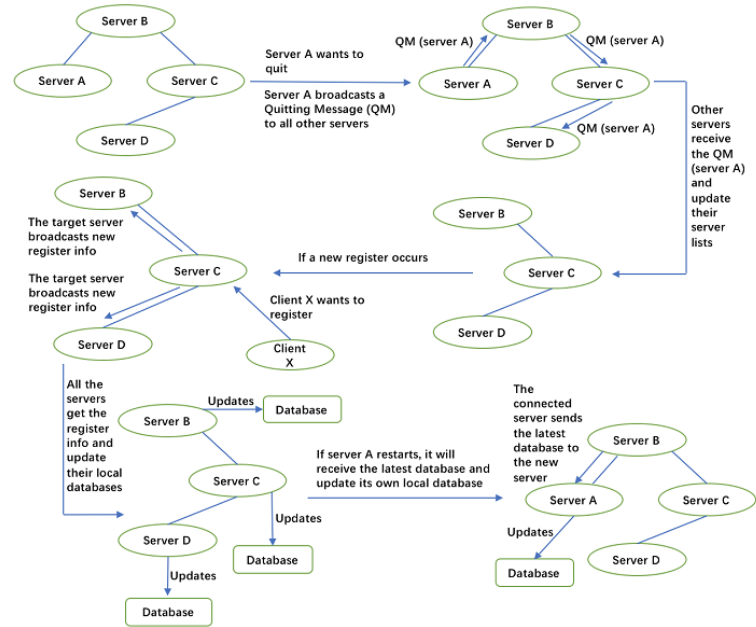 Server B
Server A
Server C
Server D
Server A wants to
quit
Server A broadcasts a
Quitting Message (QM)
to all other servers
Server B
QM (server A)
QM (server A)
Server A
Server C
QM (server A)
Server D
Other
servers
receive
the QM
(server A)
and
update
their
server
lists
Server B
Server C
Server D
If a new register occurs
Server B
The target server
broadcasts new
register info
Server C
The target server
broadcasts new
register info
Client X wants to
register
Server D
Client
X
All the
servers
get the
register
info and
update
their local
databases
Updates
Database
Server B
Server C
Updates
Server D
Database
Updates
Database
If server A restarts, it will
receive the latest database and
update its own local database
The
connected
server sends
the latest
database to
the new
server
Server B
Server A
Server C
Updates
Server D
Database